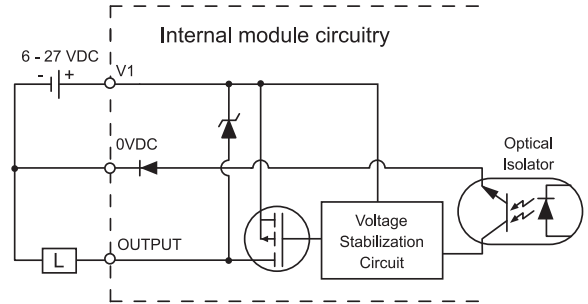 Internal module circuitry
6 - 27 VDC
- +
V1
0VDC
Optical
Isolator
OUTPUT
L
Voltage
Stabilization
Circuit